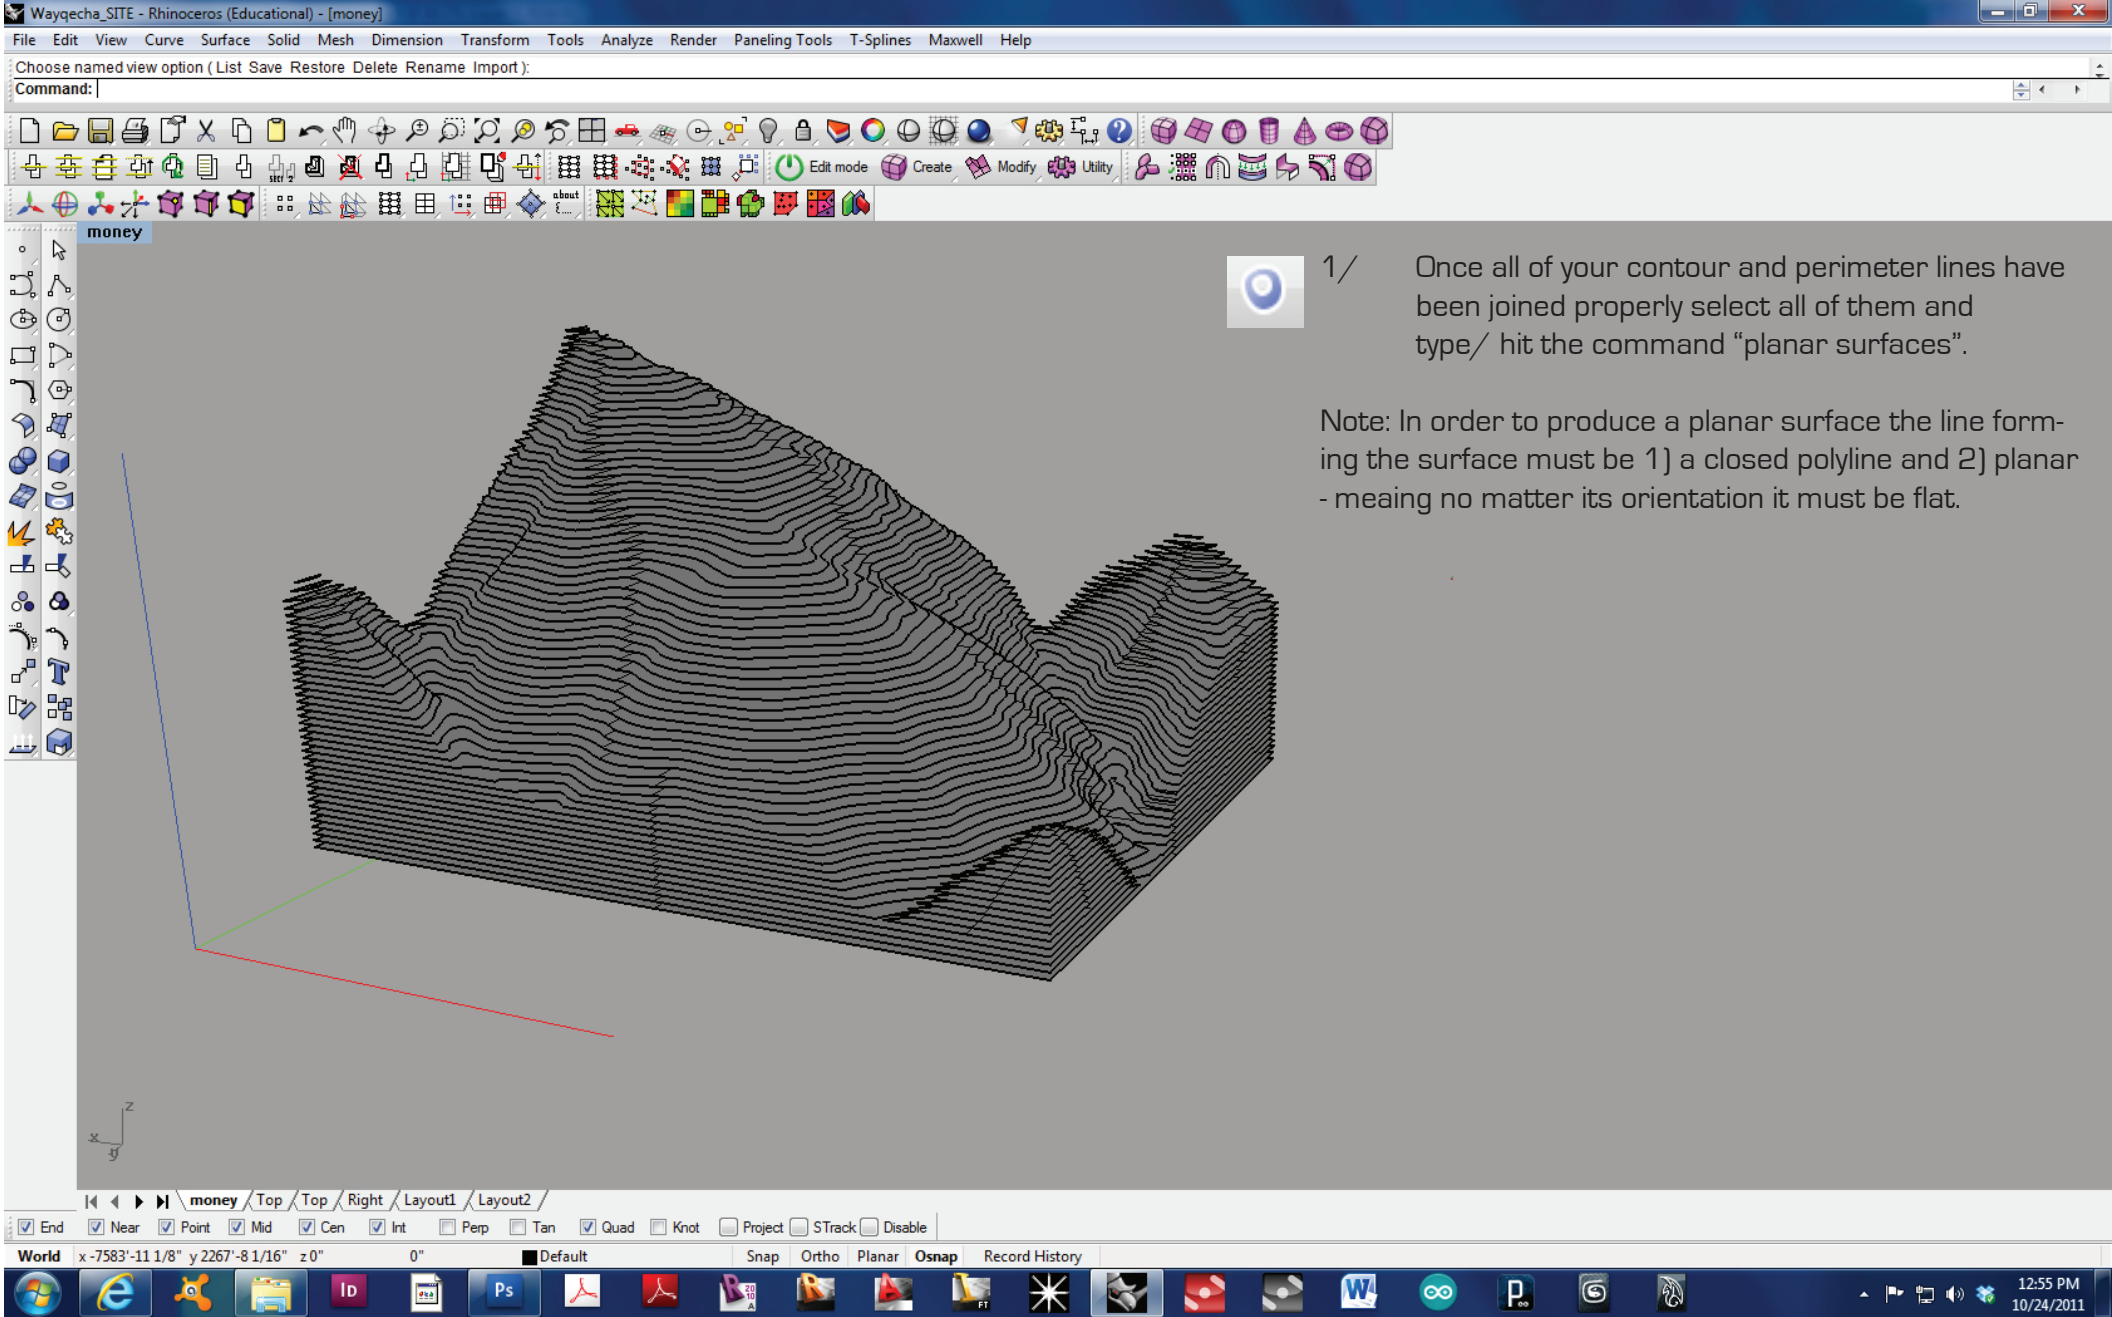 Wayqecha_SITE - Rhinoceros (Educational) - [money]
File Edit View Curve Surface Solid Mesh Dimension Transform Tools Analyze Render Paneling Tools T-Splines Maxwell Help
Choose named view option ( List Save Restore Delete Rename Import ):
Command:
Edit mode Create Modify Utility
about
money
1/ Once all of your contour and perimeter lines have
been joined properly select all of them and
type/ hit the command “planar surfaces”.
Note: In order to produce a planar surface the line form-
ing the surface must be 1) a closed polyline and 2) planar
- meaing no matter its orientation it must be flat.
z
x
y
money Top Top Right Layout1 Layout2
End Near Point Mid Cen Int Perp Tan Quad Knot Project STrack Disable
World x -7583'-11 1/8" y 2267'-8 1/16" z 0" 0" Default Snap Ortho Planar Osnap Record History
ID Ps FT W P
12:55 PM
10/24/2011